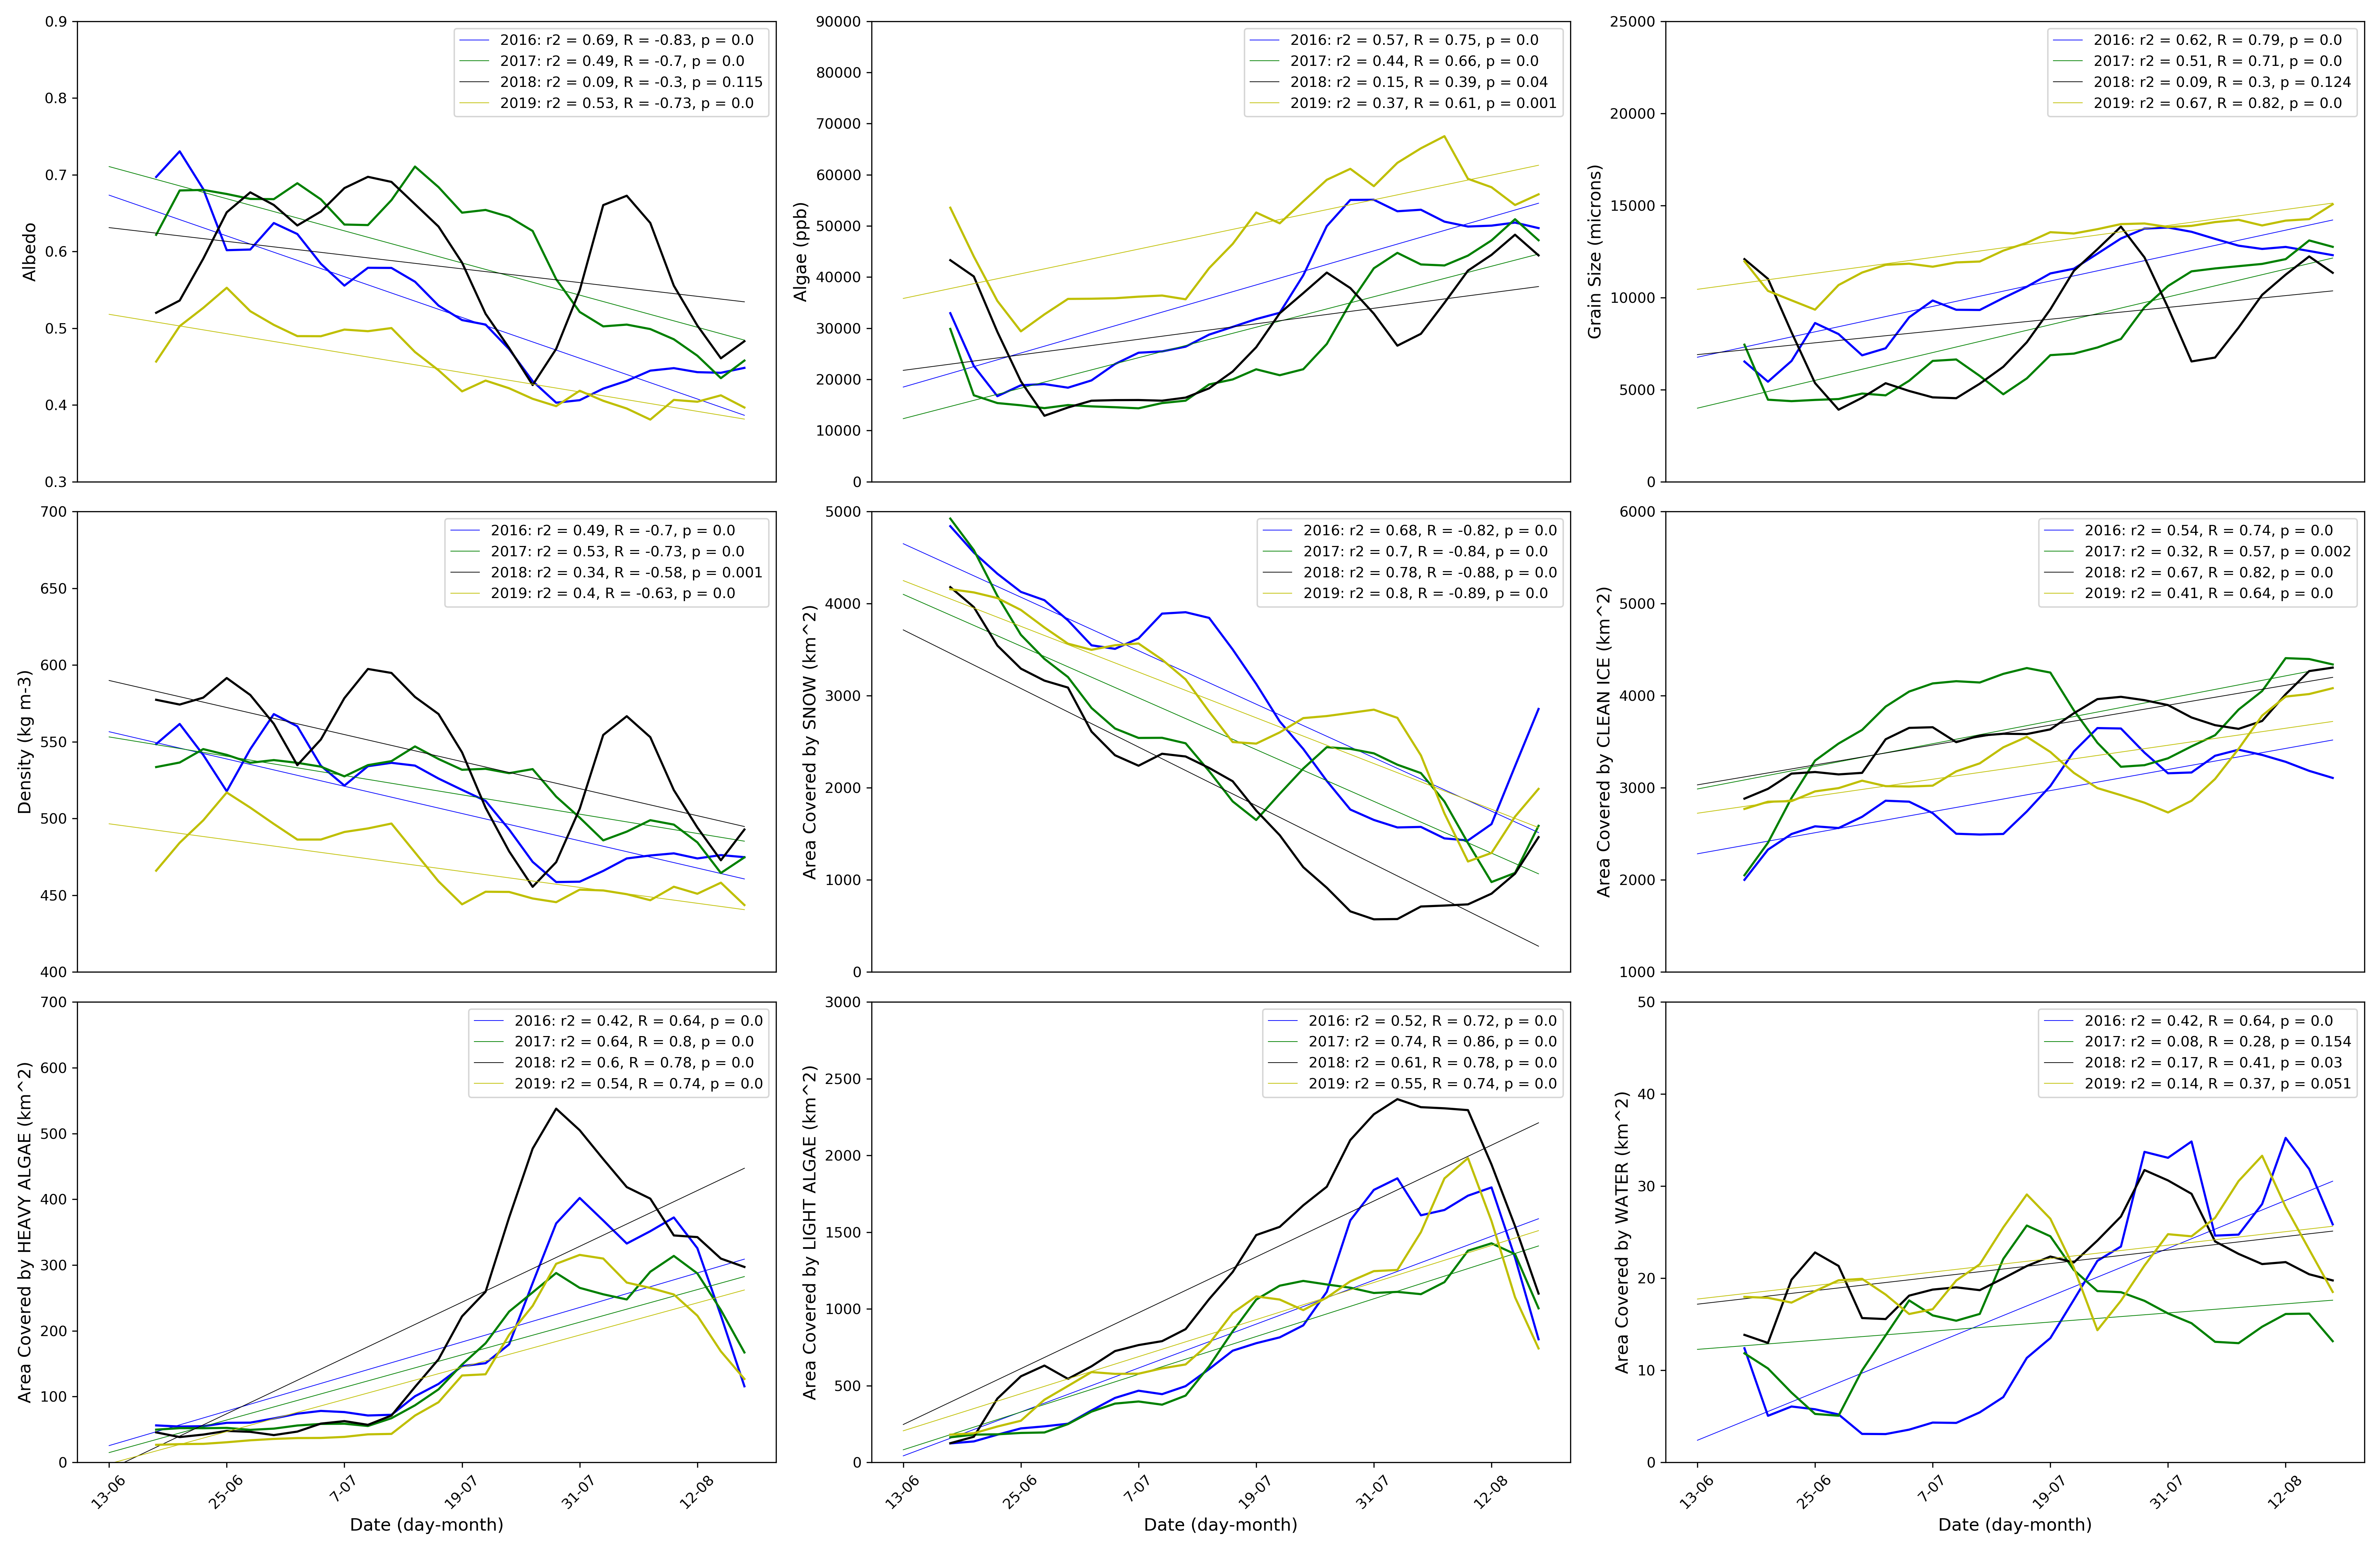 0.9
0.8
0.7
0.6
0.5
0.4
0.3
Albedo
2016: r2 = 0.69, R = -0.83, p = 0.0
2017: r2 = 0.49, R = -0.7, p = 0.0
2018: r2 = 0.09, R = -0.3, p = 0.115
2019: r2 = 0.53, R = -0.73, p = 0.0
90000
80000
70000
60000
50000
40000
30000
20000
10000
0
Algae (ppb)
2016: r2 = 0.57, R = 0.75, p = 0.0
2017: r2 = 0.44, R = 0.66, p = 0.0
2018: r2 = 0.15, R = 0.39, p = 0.04
2019: r2 = 0.37, R = 0.61, p = 0.001
25000
20000
15000
10000
5000
0
Grain Size (microns)
2016: r2 = 0.62, R = 0.79, p = 0.0
2017: r2 = 0.51, R = 0.71, p = 0.0
2018: r2 = 0.09, R = 0.3, p = 0.124
2019: r2 = 0.67, R = 0.82, p = 0.0
700
650
600
550
500
450
400
Density (kg m-3)
2016: r2 = 0.49, R = -0.7, p = 0.0
2017: r2 = 0.53, R = -0.73, p = 0.0
2018: r2 = 0.34, R = -0.58, p = 0.001
2019: r2 = 0.4, R = -0.63, p = 0.0
5000
4000
3000
2000
1000
0
Area Covered by SNOW (km^2)
2016: r2 = 0.68, R = -0.82, p = 0.0
2017: r2 = 0.7, R = -0.84, p = 0.0
2018: r2 = 0.78, R = -0.88, p = 0.0
2019: r2 = 0.8, R = -0.89, p = 0.0
6000
5000
4000
3000
2000
1000
Area Covered by CLEAN ICE (km^2)
2016: r2 = 0.54, R = 0.74, p = 0.0
2017: r2 = 0.32, R = 0.57, p = 0.002
2018: r2 = 0.67, R = 0.82, p = 0.0
2019: r2 = 0.41, R = 0.64, p = 0.0
700
600
500
400
300
200
100
0
Area Covered by HEAVY ALGAE (km^2)
2016: r2 = 0.42, R = 0.64, p = 0.0
2017: r2 = 0.64, R = 0.8, p = 0.0
2018: r2 = 0.6, R = 0.78, p = 0.0
2019: r2 = 0.54, R = 0.74, p = 0.0
13-06
25-06
7-07
19-07
31-07
12-08
Date (day-month)
3000
2500
2000
1500
1000
500
0
Area Covered by LIGHT ALGAE (km^2)
2016: r2 = 0.52, R = 0.72, p = 0.0
2017: r2 = 0.74, R = 0.86, p = 0.0
2018: r2 = 0.61, R = 0.78, p = 0.0
2019: r2 = 0.55, R = 0.74, p = 0.0
13-06
25-06
7-07
19-07
31-07
12-08
Date (day-month)
50
40
30
20
10
0
Area Covered by WATER (km^2)
2016: r2 = 0.42, R = 0.64, p = 0.0
2017: r2 = 0.08, R = 0.28, p = 0.154
2018: r2 = 0.17, R = 0.41, p = 0.03
2019: r2 = 0.14, R = 0.37, p = 0.051
13-06
25-06
7-07
19-07
31-07
12-08
Date (day-month)